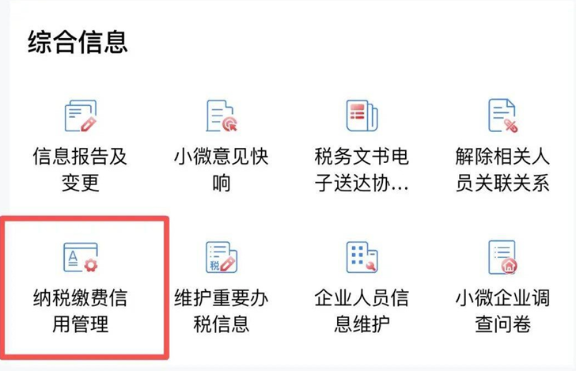 综合信息
信息报告及 小微意见快 税务文书电 解除相关人
变更 响 子送达协... 员关联关系
A 税
纳税缴费信 维护重要办 企业人员信 小微企业调
用管理 税信息 息维护 查问卷